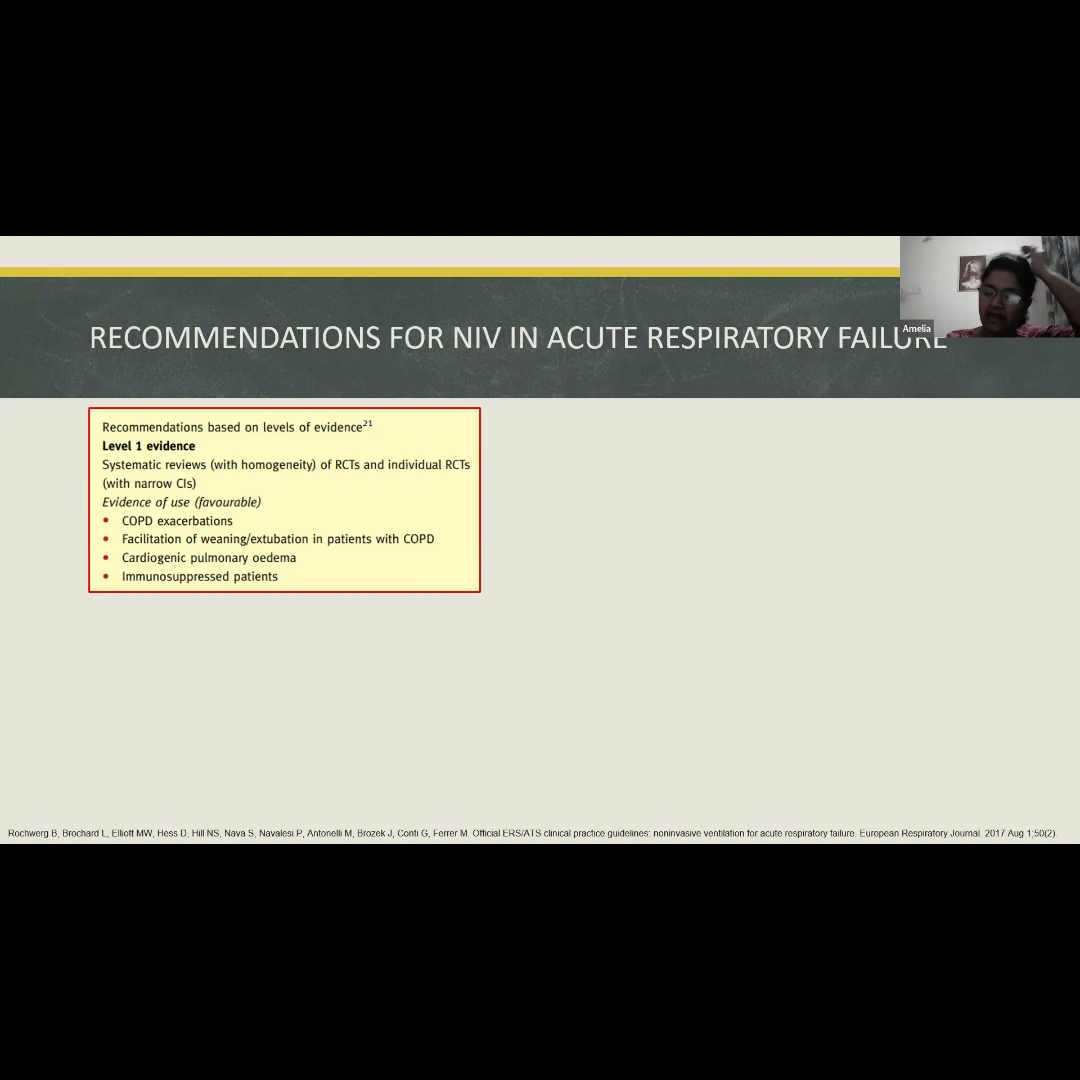 Amelia
RECOMMENDATIONS FOR NIV IN ACUTE RESPIRATORY FAILURE
Recommendations based on levels of evidence21
Level 1 evidence
Systematic reviews (with homogeneity) of RCTs and individual RCTs
(with narrow CIs)
Evidence of use (favourable)
• COPD exacerbations
• Facilitation of weaning/extubation in patients with COPD
• Cardiogenic pulmonary oedema
• Immunosuppressed patients
Rochwerg B, Brochard L, Elliott MW, Hess D, Hill NS, Nava S, Navalesi P, Antonelli M, Brozek J, Conti G, Ferrer M. Official ERS/ATS clinical practice guidelines: noninvasive ventilation for acute respiratory failure. European Respiratory Journal. 2017 Aug 1;50(2).